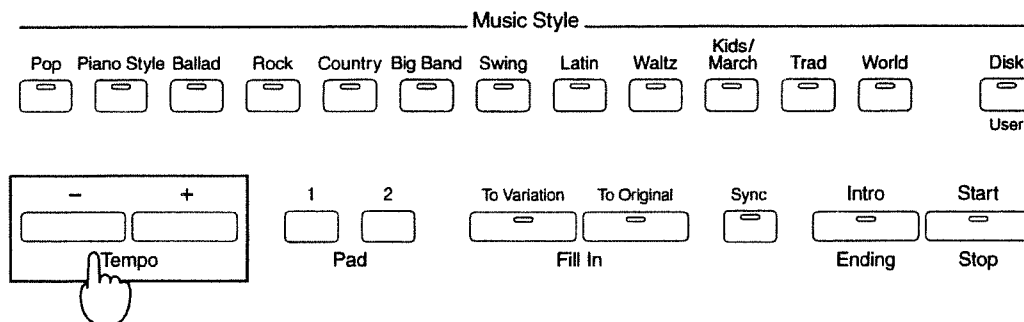 Music Style
Kids/
Pop Piano Style Ballad Rock Country Big Band Swing Latin Waltz March Trad World Disk
User
− +
1 2
To Variation To Original Sync Intro Start
Tempo Pad Fill In Ending Stop